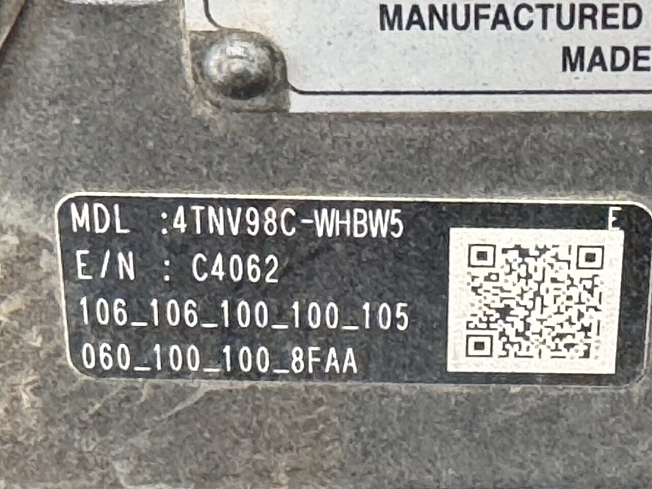 MANUFACTURED
MADE
MDL :4TNV98C-WHBW5
E
E/N : C4062
106_106_100_100_105
060_100_100_8FAA